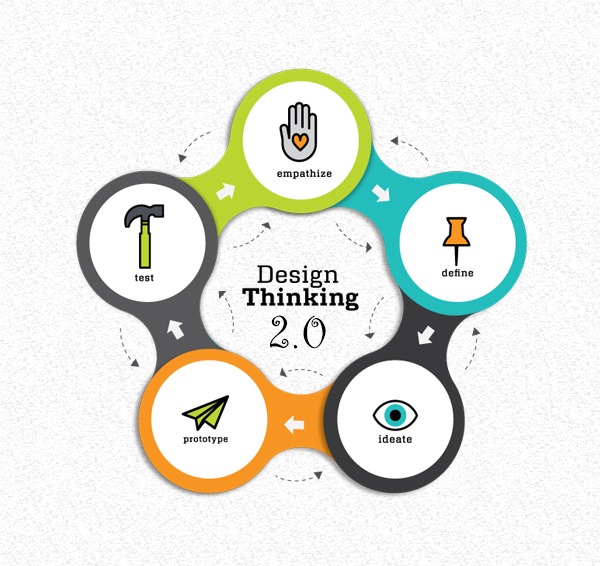 empathize
define
ideate
prototype
test
Design
Thinking
2.0